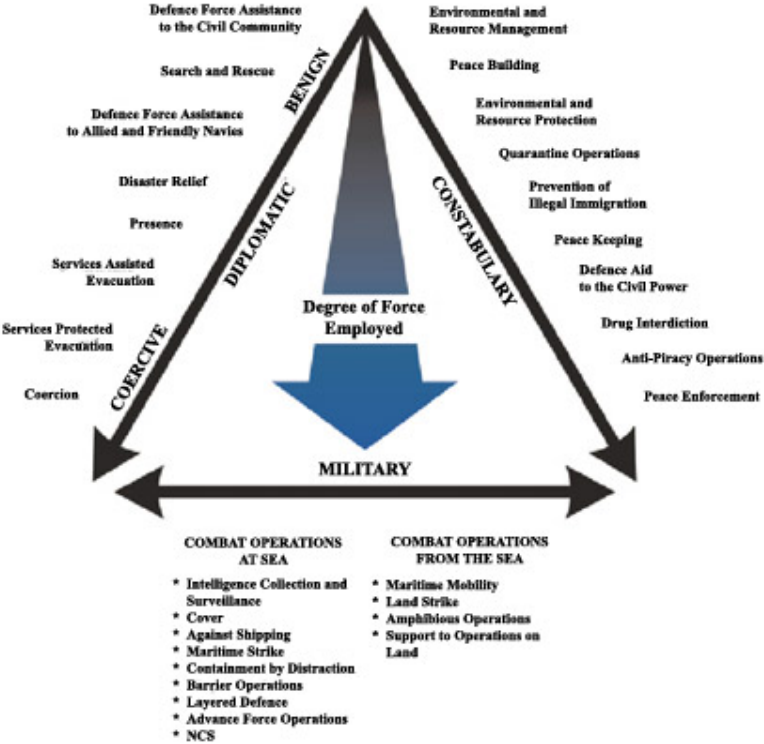 Defence Force Assistance
to the Civil Community
Search and Rescue
Defence Force Assistance
to Allied and Friendly Navies
Disaster Relief
Presence
Services Assisted
Evacuation
Services Protected
Evacuation
Coercion
BENIGN
DIPLOMATIC
COERCIVE
Environmental and
Resource Management
Peace Building
Environmental and
Resource Protection
Quarantine Operations
Prevention of
Illegal Immigration
Peace Keeping
Defence Aid
to the Civil Power
Drug Interdiction
Anti-Piracy Operations
Peace Enforcement
CONSTABULARY
Degree of Force
Employed
MILITARY
COMBAT OPERATIONS
AT SEA
* Intelligence Collection and
Surveillance
* Cover
* Against Shipping
* Maritime Strike
* Containment by Distraction
* Barrier Operations
* Layered Defence
* Advance Force Operations
* NCS
COMBAT OPERATIONS
FROM THE SEA
* Maritime Mobility
* Land Strike
* Amphibious Operations
* Support to Operations on
Land